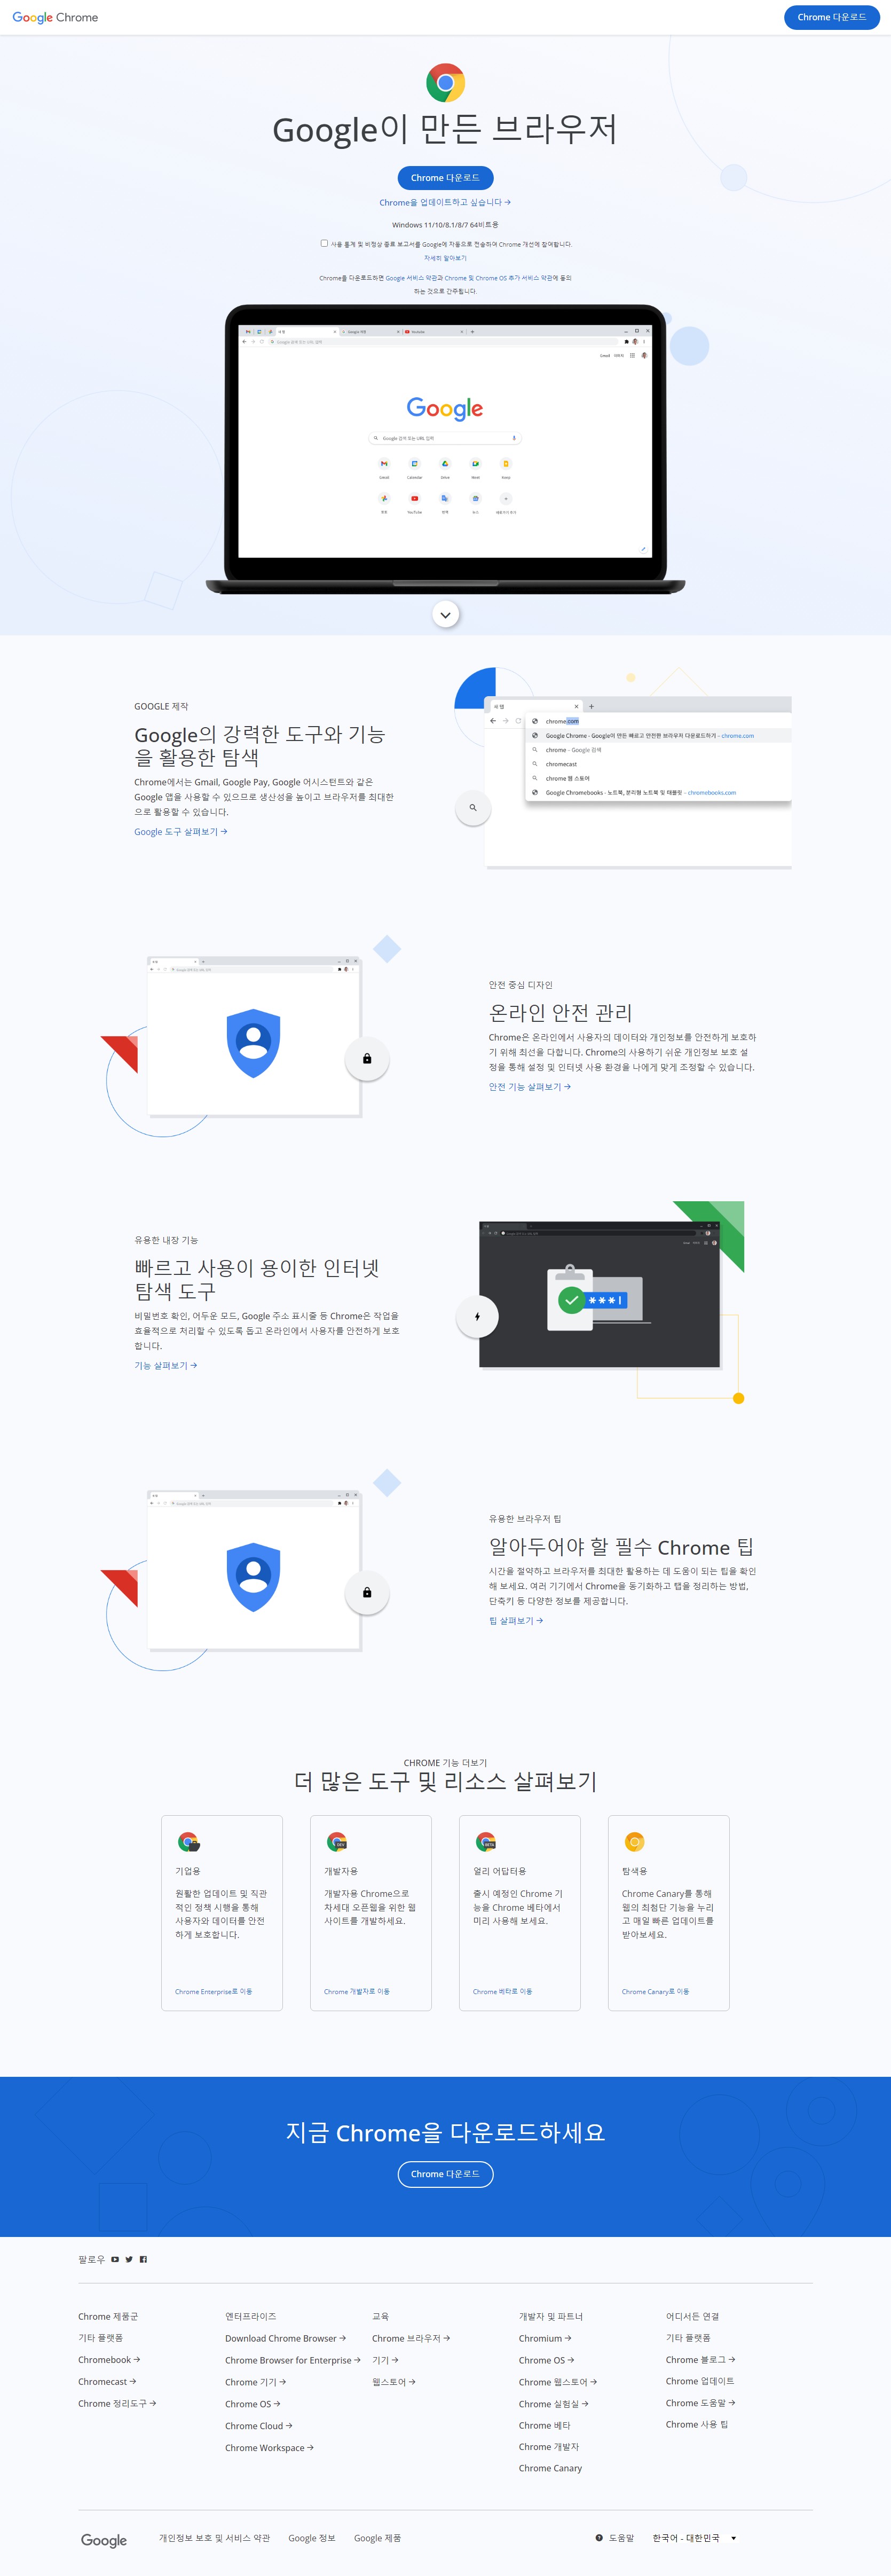 Google Chrome
Chrome 다운로드
Google이 만든 브라우저
Chrome 다운로드
Chrome을 업데이트하고 싶습니다 →
Windows 11/10/8.1/8/7 64비트용
사용 통계 및 비정상 종료 보고서를 Google에 자동으로 전송하여 Chrome 개선에 참여합니다.
자세히 알아보기
Chrome을 다운로드하면 Google 서비스 약관과 Chrome 및 Chrome OS 추가 서비스 약관에 동의
하는 것으로 간주됩니다.
새 탭
YouTube
Gmail
Google
Google 검색 또는 URL 입력
Gmail Calendar Drive Meet Keep
YouTube
GOOGLE 제작
Google의 강력한 도구와 기능
을 활용한 탐색
Chrome에서는 Gmail, Google Pay, Google 어시스턴트와 같은
Google 앱을 사용할 수 있으므로 생산성을 높이고 브라우저를 최대한
으로 활용할 수 있습니다.
Google 도구 살펴보기 →
새 탭
chrome.com
Google Chrome - Google이 만든 빠르고 안전한 브라우저 다운로드하기 - chrome.com
chrome - Google 검색
chromecast
chrome 웹 스토어
Google Chromebooks - 노트북, 분리형 노트북 및 태블릿 - chromebooks.com
안전 중심 디자인
온라인 안전 관리
Chrome은 온라인에서 사용자의 데이터와 개인정보를 안전하게 보호하
기 위해 최선을 다합니다. Chrome의 사용하기 쉬운 개인정보 보호 설
정을 통해 설정 및 인터넷 사용 환경을 나에게 맞게 조정할 수 있습니다.
안전 기능 살펴보기 →
유용한 내장 기능
빠르고 사용이 용이한 인터넷
탐색 도구
비밀번호 확인, 어두운 모드, Google 주소 표시줄 등 Chrome은 작업을
효율적으로 처리할 수 있도록 돕고 온라인에서 사용자를 안전하게 보호
합니다.
기능 살펴보기 →
***|
유용한 브라우저 팁
알아두어야 할 필수 Chrome 팁
시간을 절약하고 브라우저를 최대한 활용하는 데 도움이 되는 팁을 확인
해 보세요. 여러 기기에서 Chrome을 동기화하고 탭을 정리하는 방법,
단축키 등 다양한 정보를 제공합니다.
팁 살펴보기 →
CHROME 기능 더보기
더 많은 도구 및 리소스 살펴보기
기업용
원활한 업데이트 및 직관
적인 정책 시행을 통해
사용자와 데이터를 안전
하게 보호합니다.
Chrome Enterprise로 이동
DEV
개발자용
개발자용 Chrome으로
차세대 오픈웹을 위한 웹
사이트를 개발하세요.
Chrome 개발자로 이동
BETA
얼리 어답터용
출시 예정인 Chrome 기
능을 Chrome 베타에서
미리 사용해 보세요.
Chrome 베타로 이동
탐색용
Chrome Canary를 통해
웹의 최첨단 기능을 누리
고 매일 빠른 업데이트를
받아보세요.
Chrome Canary로 이동
지금 Chrome을 다운로드하세요
Chrome 다운로드
팔로우
Chrome 제품군
기타 플랫폼
Chromebook →
Chromecast →
Chrome 정리도구 →
엔터프라이즈
Download Chrome Browser →
Chrome Browser for Enterprise →
Chrome 기기 →
Chrome OS →
Chrome Cloud →
Chrome Workspace →
교육
Chrome 브라우저 →
기기 →
웹스토어 →
개발자 및 파트너
Chromium →
Chrome OS →
Chrome 웹스토어 →
Chrome 실험실 →
Chrome 베타
Chrome 개발자
Chrome Canary
어디서든 연결
기타 플랫폼
Chrome 블로그 →
Chrome 업데이트
Chrome 도움말 →
Chrome 사용 팁
Google
개인정보 보호 및 서비스 약관
Google 정보
Google 제품
도움말
한국어 - 대한민국